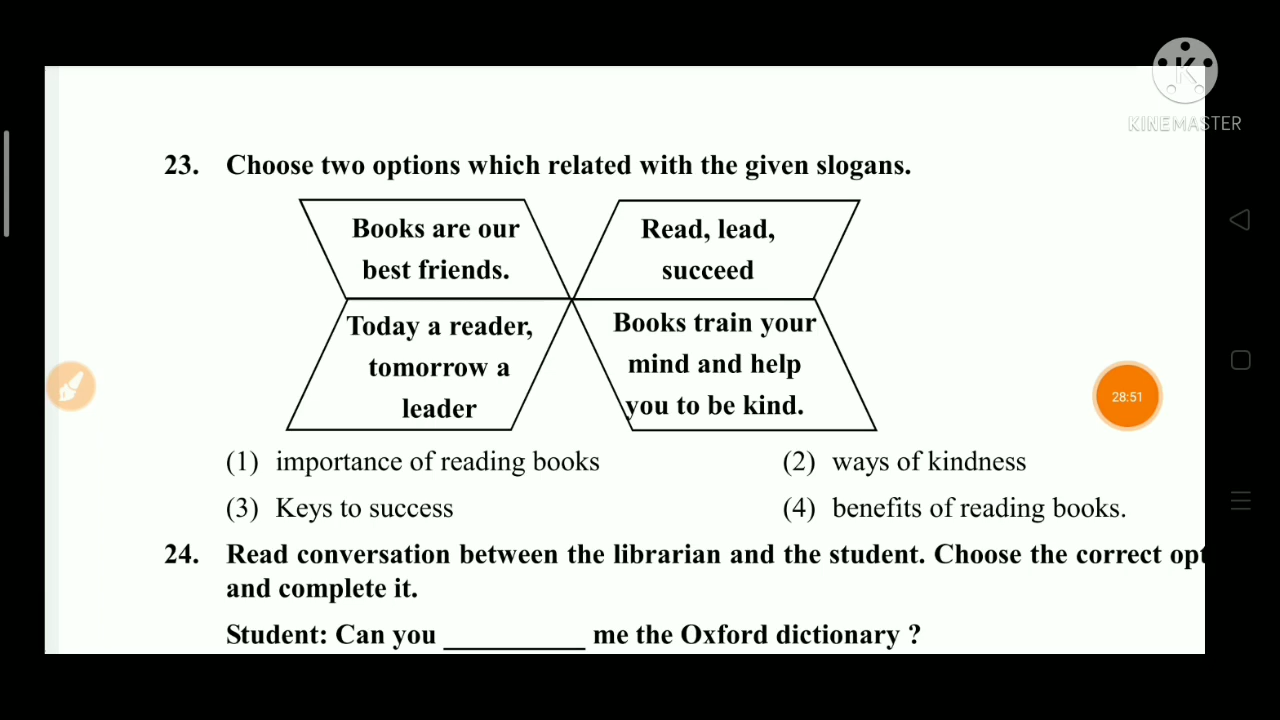 KINEMASTER
23. Choose two options which related with the given slogans.
Books are our
best friends.
Read, lead,
succeed
Today a reader,
tomorrow a
leader
Books train your
mind and help
you to be kind.
(1) importance of reading books
(2) ways of kindness
(3) Keys to success
(4) benefits of reading books.
28:51
24. Read conversation between the librarian and the student. Choose the correct opt
and complete it.
Student: Can you __________ me the Oxford dictionary ?